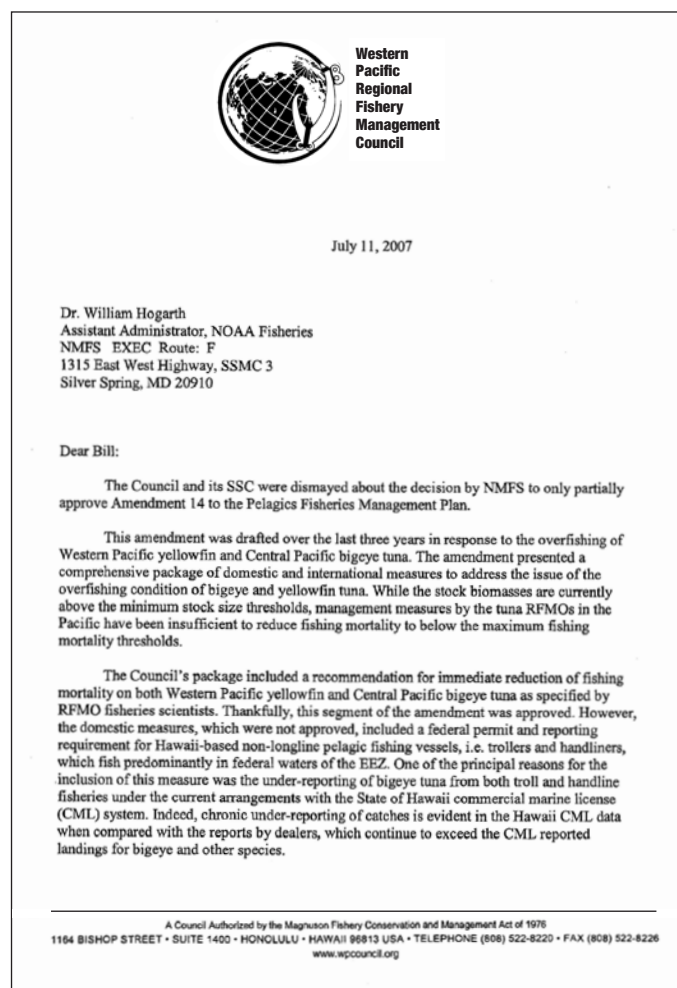 Western
Pacific
Regional
Fishery
Management
Council
July 11, 2007
Dr. William Hogarth
Assistant Administrator, NOAA Fisheries
NMFS EXEC Route: F
1315 East West Highway, SSMC 3
Silver Spring, MD 20910
Dear Bill:
The Council and its SSC were dismayed about the decision by NMFS to only partially
approve Amendment 14 to the Pelagics Fisheries Management Plan.
This amendment was drafted over the last three years in response to the overfishing of
Western Pacific yellowfin and Central Pacific bigeye tuna. The amendment presented a
comprehensive package of domestic and international measures to address the issue of the
overfishing condition of bigeye and yellowfin tuna. While the stock biomasses are currently
above the minimum stock size thresholds, management measures by the tuna RFMOs in the
Pacific have been insufficient to reduce fishing mortality to below the maximum fishing
mortality thresholds.
The Council's package included a recommendation for immediate reduction of fishing
mortality on both Western Pacific yellowfin and Central Pacific bigeye tuna as specified by
RFMO fisheries scientists. Thankfully, this segment of the amendment was approved. However,
the domestic measures, which were not approved, included a federal permit and reporting
requirement for Hawaii-based non-longline pelagic fishing vessels, i.e. trollers and handliners,
which fish predominantly in federal waters of the EEZ. One of the principal reasons for the
inclusion of this measure was the under-reporting of bigeye tuna from both troll and handline
fisheries under the current arrangements with the State of Hawaii commercial marine license
(CML) system. Indeed, chronic under-reporting of catches is evident in the Hawaii CML data
when compared with the reports by dealers, which continue to exceed the CML reported
landings for bigeye and other species.
A Council Authorized by the Magnuson Fishery Conservation and Management Act of 1976
1164 BISHOP STREET • SUITE 1400 • HONOLULU • HAWAII 96813 USA • TELEPHONE (808) 522-8220 • FAX (808) 522-8226
www.wpcouncil.org